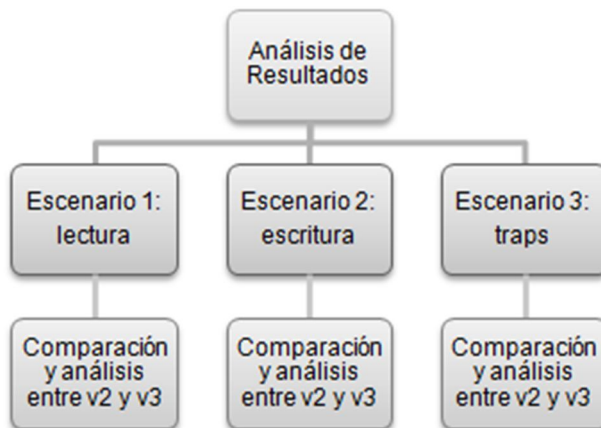 Análisis de
Resultados
Escenario 1:
lectura
Escenario 2:
escritura
Escenario 3:
traps
Comparación
y análisis
entre v2 y v3
Comparación
y análisis
entre v2 y v3
Comparación
y análisis
entre v2 y v3